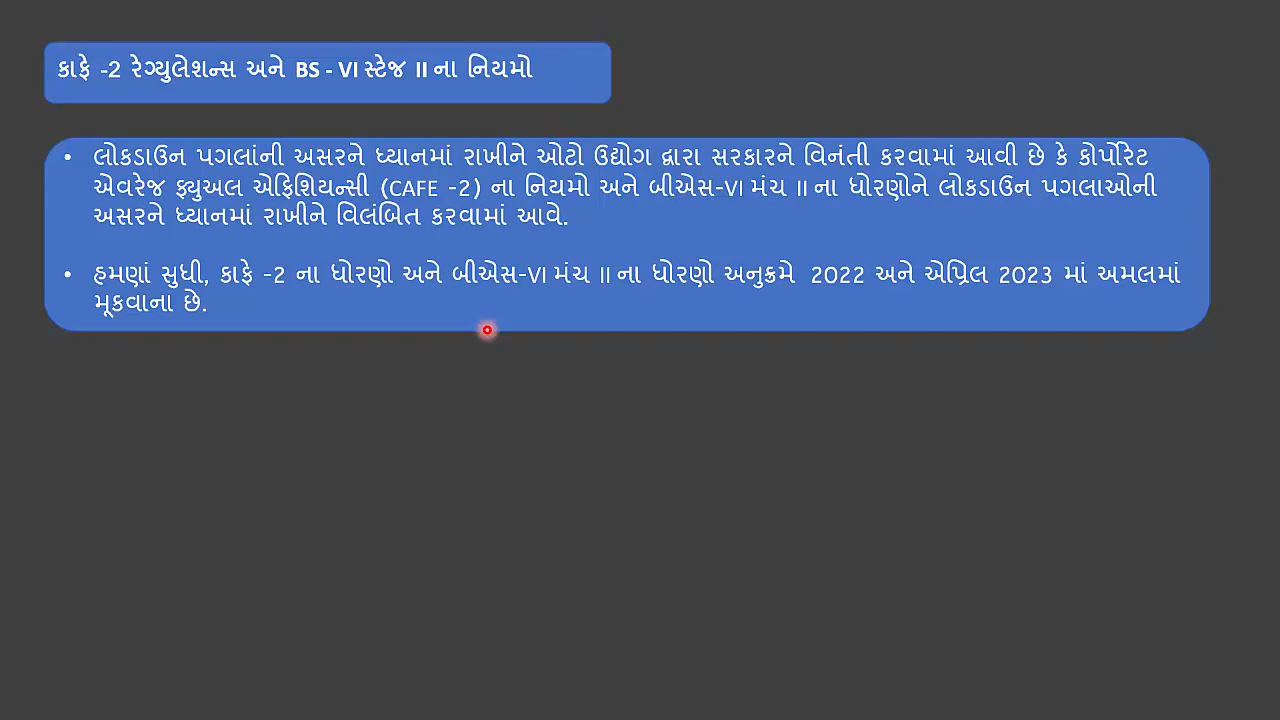 કાફે -2 રેગ્યુલેશન્સ અને BS - VI સ્ટેજ II ના નિયમો
• લોકડાઉન પગલાંની અસરને ધ્યાનમાં રાખીને ઓટો ઉદ્યોગ દ્વારા સરકારને વિનંતી કરવામાં આવી છે કે કોર્પોરેટ
એવરેજ ફ્યુઅલ એફિશિયન્સી (CAFE -2) ના નિયમો અને બીએસ-VI મંચ II ના ધોરણોને લોકડાઉન પગલાઓની
અસરને ધ્યાનમાં રાખીને વિલંબિત કરવામાં આવે.
• હમણાં સુધી, કાફે -2 ના ધોરણો અને બીએસ-VI મંચ II ના ધોરણો અનુક્રમે 2022 અને એપ્રિલ 2023 માં અમલમાં
મૂકવાના છે.